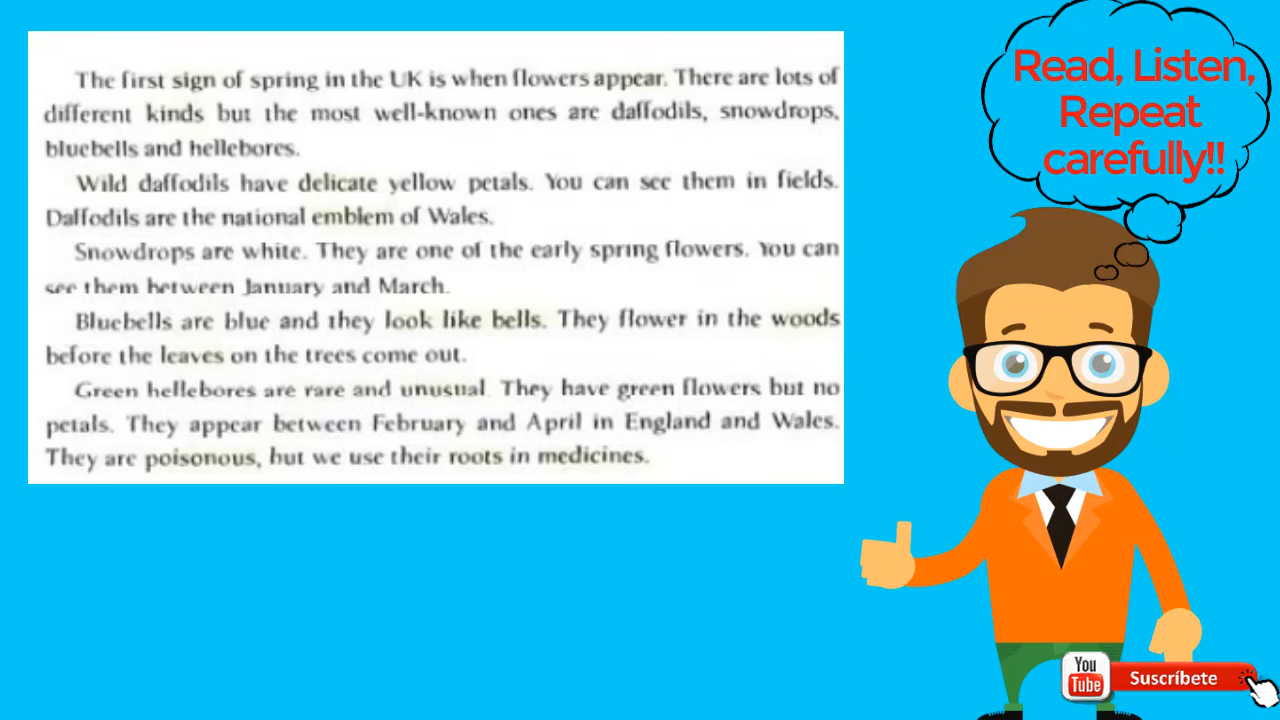 The first sign of spring in the UK is when flowers appear. There are lots of
different kinds but the most well-known ones are daffodils, snowdrops,
bluebells and hellebores.
Wild daffodils have delicate yellow petals. You can see them in fields.
Daffodils are the national emblem of Wales.
Snowdrops are white. They are one of the early spring flowers. You can
see them between January and March.
Bluebells are blue and they look like bells. They flower in the woods
before the leaves on the trees come out.
Green hellebores are rare and unusual. They have green flowers but no
petals. They appear between February and April in England and Wales.
They are poisonous, but we use their roots in medicines.
Read, Listen,
Repeat
carefully!!
You
Tube
Suscríbete